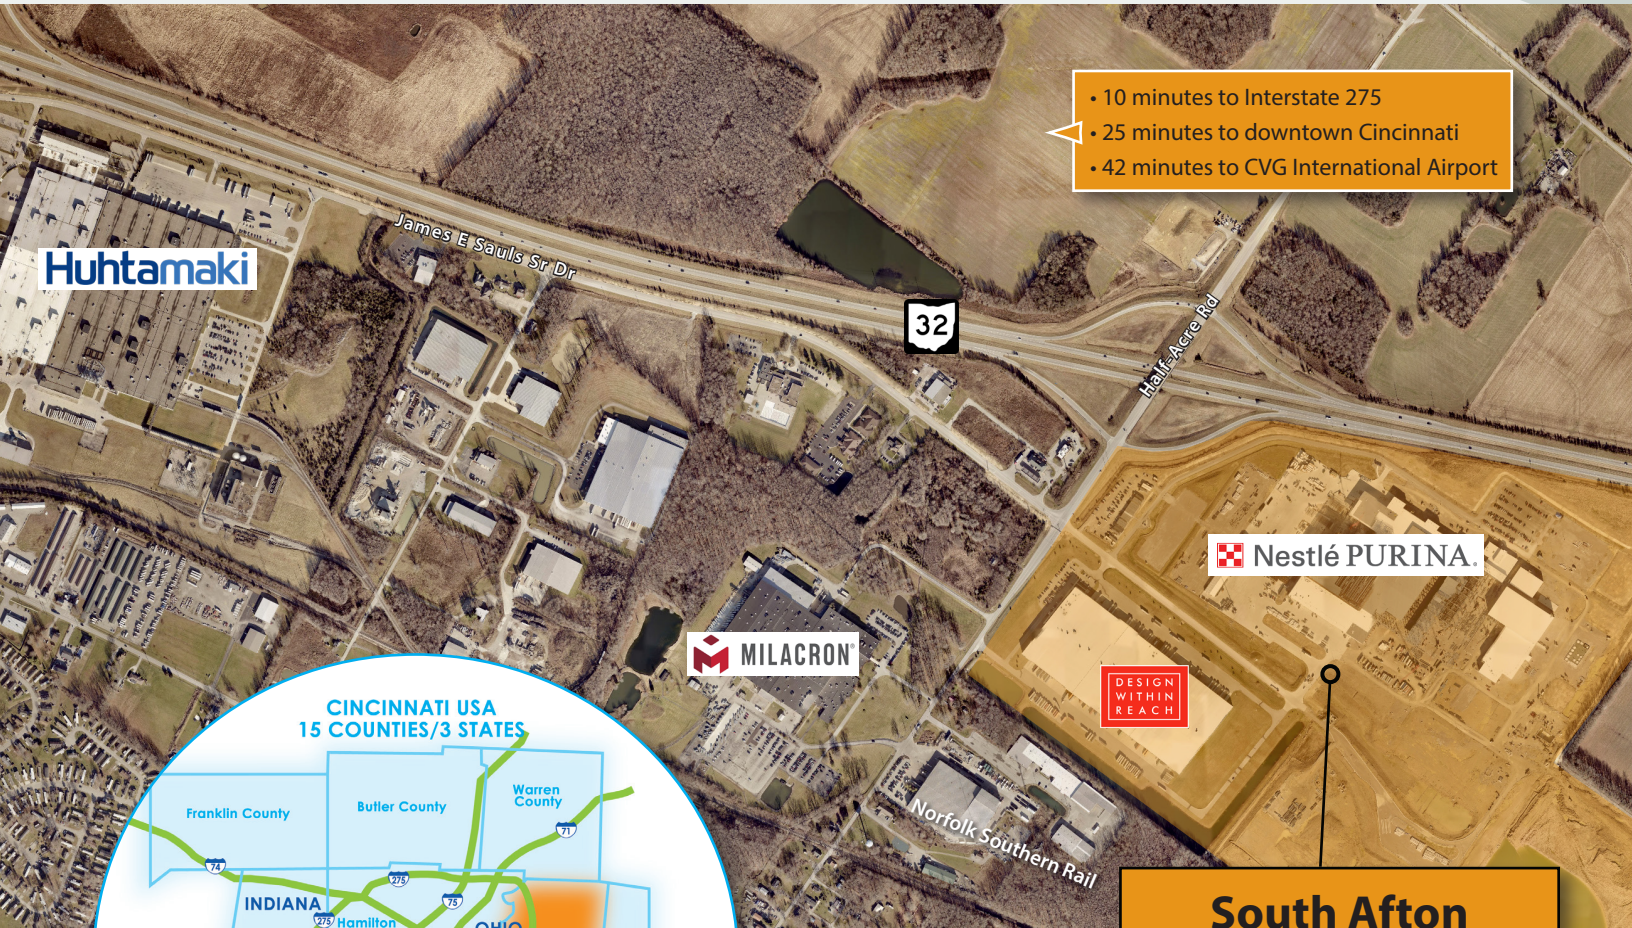 • 10 minutes to Interstate 275
• 25 minutes to downtown Cincinnati
• 42 minutes to CVG International Airport
James E Sauls Sr Dr
Huhtamaki
32
Half-Acre Rd
Nestlé PURINA.
MILACRON®
DESIGN
WITHIN
REACH
Norfolk Southern Rail
CINCINNATI USA
15 COUNTIES/3 STATES
Franklin County
Butler County
Warren
County
71
74
275
75
INDIANA
275
Hamilton
OHIO
South Afton